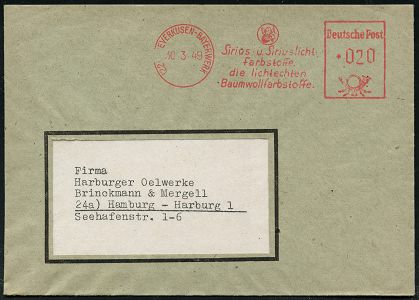 (22c) LEVERKUSEN-BAYERWERK
10.3.49
Sirius- u. Siriuslicht-
farbstoffe,
die lichtechten
Baumwollfarbstoffe.
Deutsche Post
020
Firma
Harburger Oelwerke
Brinckmann & Mergell
24a) Hamburg - Harburg 1
Seehafenstr. 1-6